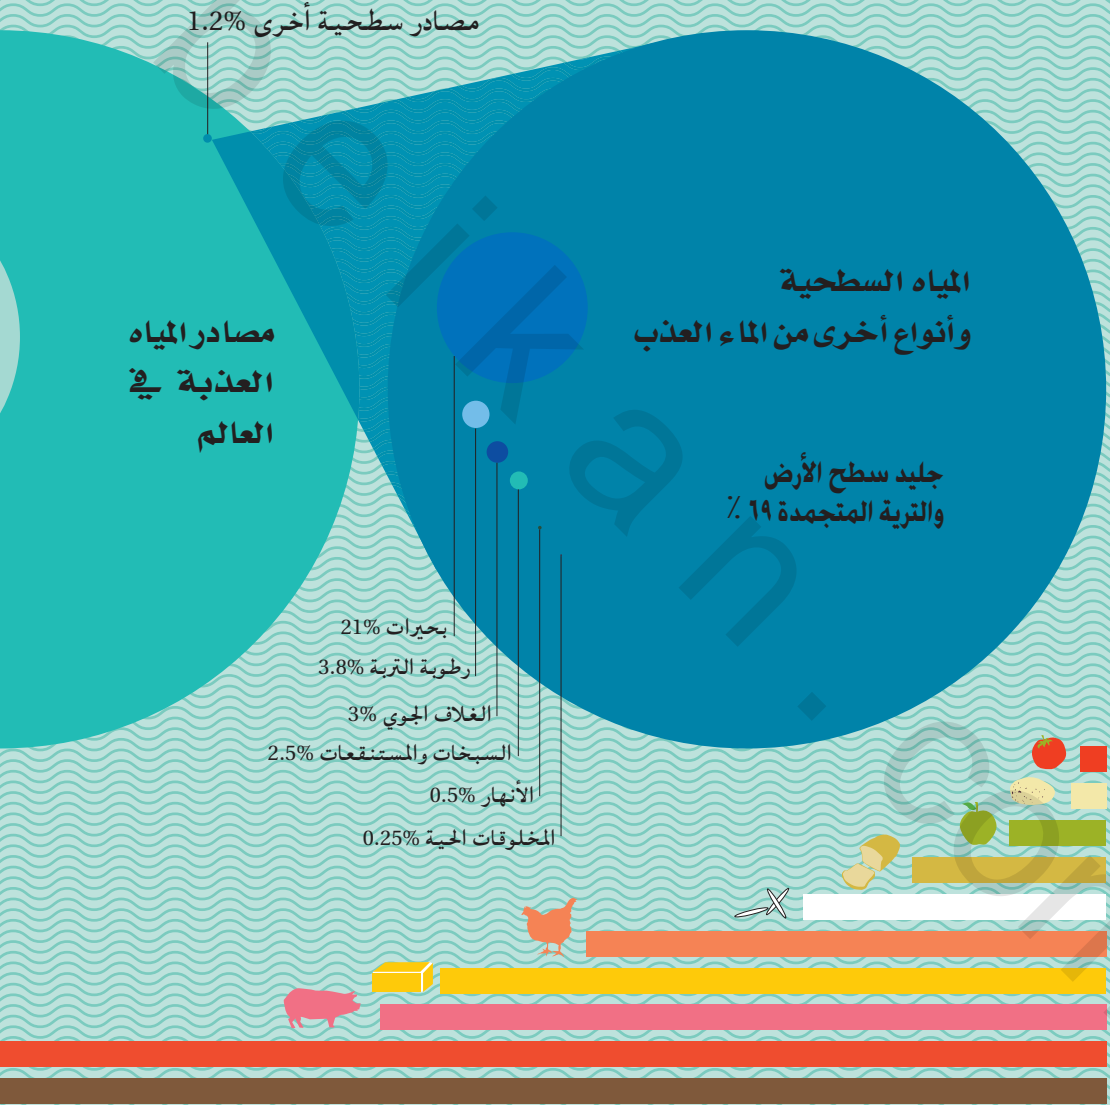 مصادر سطحية أخرى 1.2%
المياه السطحية
وأنواع أخرى من الماء العذب
مصادر المياه
العذبة في
العالم
جليد سطح الأرض
والتربة المتجمدة ٦٩ ٪
بحيرات 21%
رطوبة التربة 3.8%
الغلاف الجوي 3%
السبخات والمستنقعات 2.5%
الأنهار 0.5%
المخلوقات الحية 0.25%